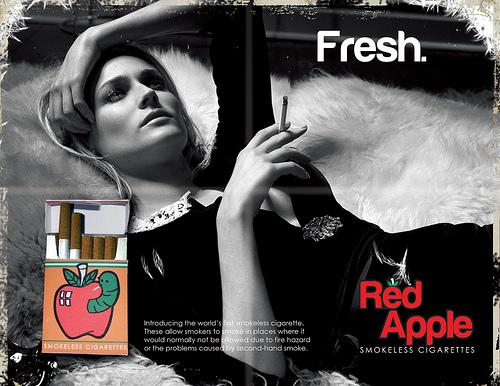 Fresh.
SMOKELESS CIGARETTES
Introducing the world's first smokeless cigarette.
These allow smokers to smoke in places where it
would normally not be allowed due to fire hazard
or the problems caused by second-hand smoke.
Red
Apple
SMOKELESS CIGARETTES